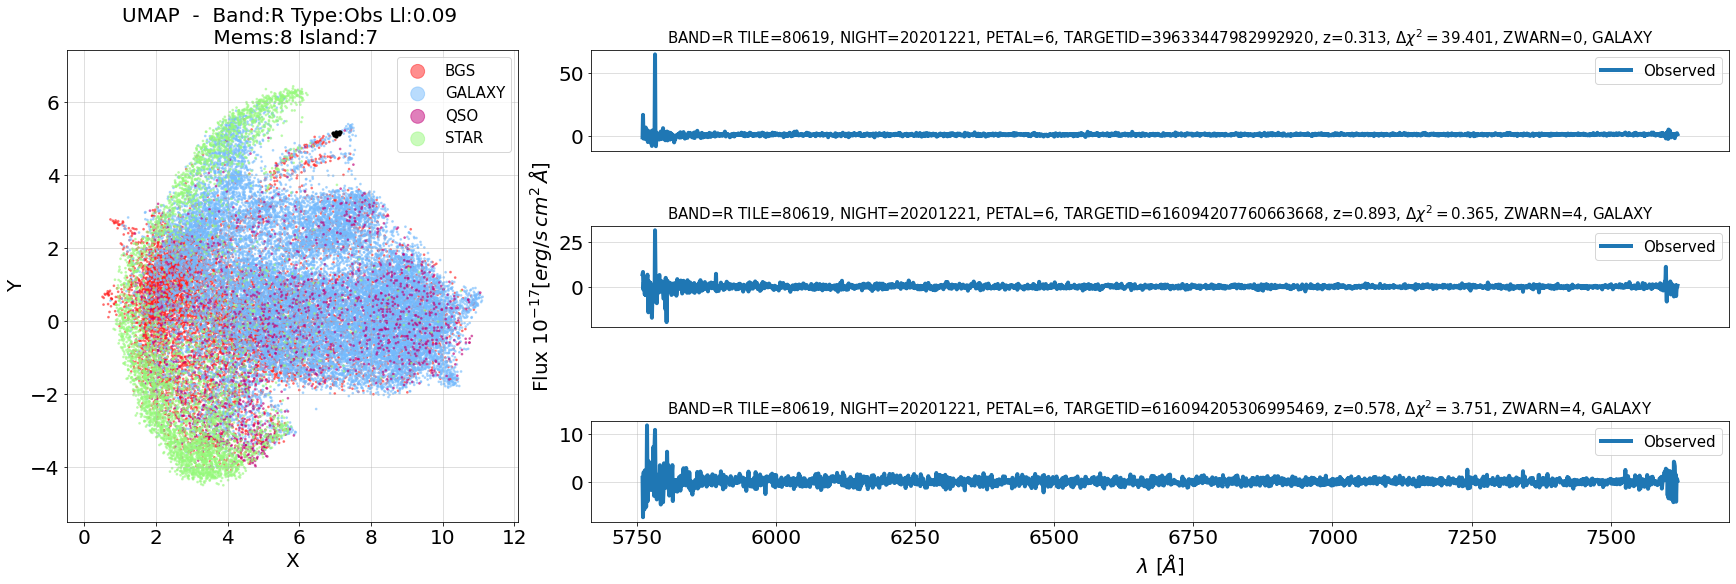 UMAP  -  Band:R Type:Obs Ll:0.09
Mems:8 Island:7
BGS
GALAXY
QSO
STAR
6
4
2
0
−2
−4
Y
0 2 4 6 8 10 12
X
Flux 10⁻¹⁷[erg/s cm² Å]
BAND=R TILE=80619, NIGHT=20201221, PETAL=6, TARGETID=39633447982992920, z=0.313, Δχ² = 39.401, ZWARN=0, GALAXY
Observed
50
0
BAND=R TILE=80619, NIGHT=20201221, PETAL=6, TARGETID=616094207760663668, z=0.893, Δχ² = 0.365, ZWARN=4, GALAXY
Observed
25
0
BAND=R TILE=80619, NIGHT=20201221, PETAL=6, TARGETID=616094205306995469, z=0.578, Δχ² = 3.751, ZWARN=4, GALAXY
Observed
10
0
5750 6000 6250 6500 6750 7000 7250 7500
λ [Å]